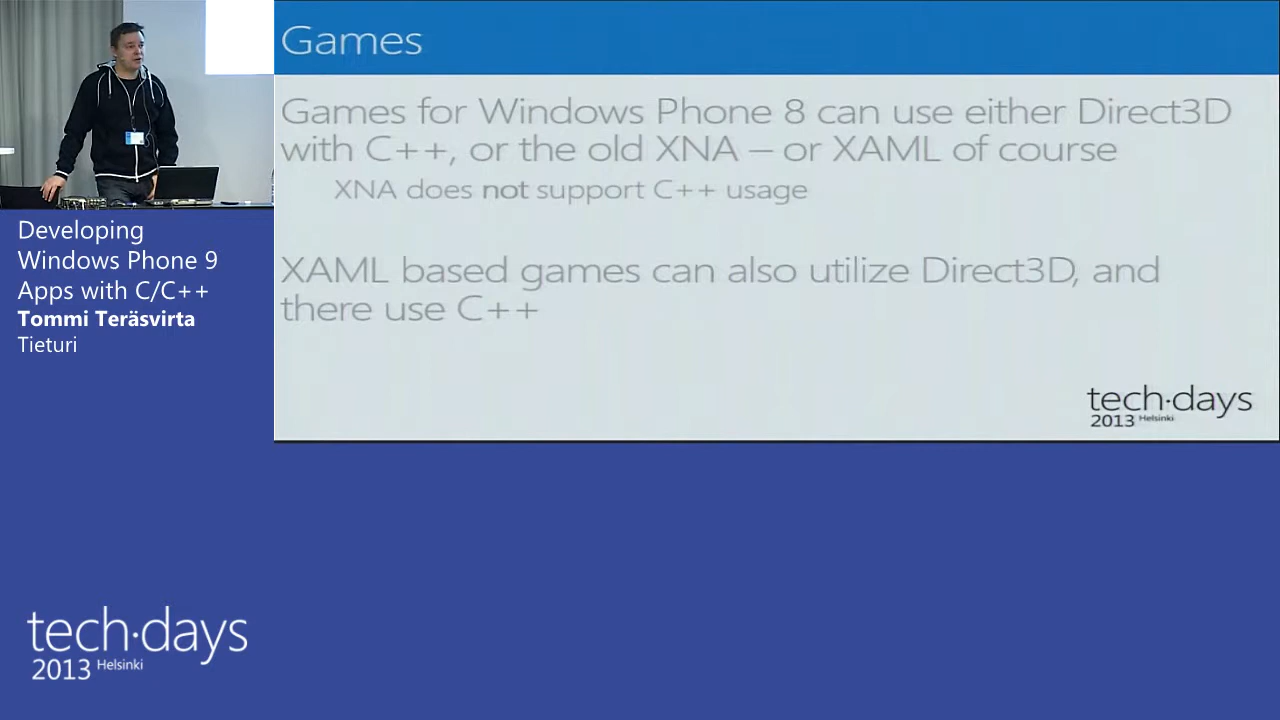 Games
Games for Windows Phone 8 can use either Direct3D
with C++, or the old XNA – or XAML of course
XNA does not support C++ usage
XAML based games can also utilize Direct3D, and
there use C++
tech·days
2013 Helsinki
Developing
Windows Phone 9
Apps with C/C++
Tommi Teräsvirta
Tieturi
tech·days
2013 Helsinki